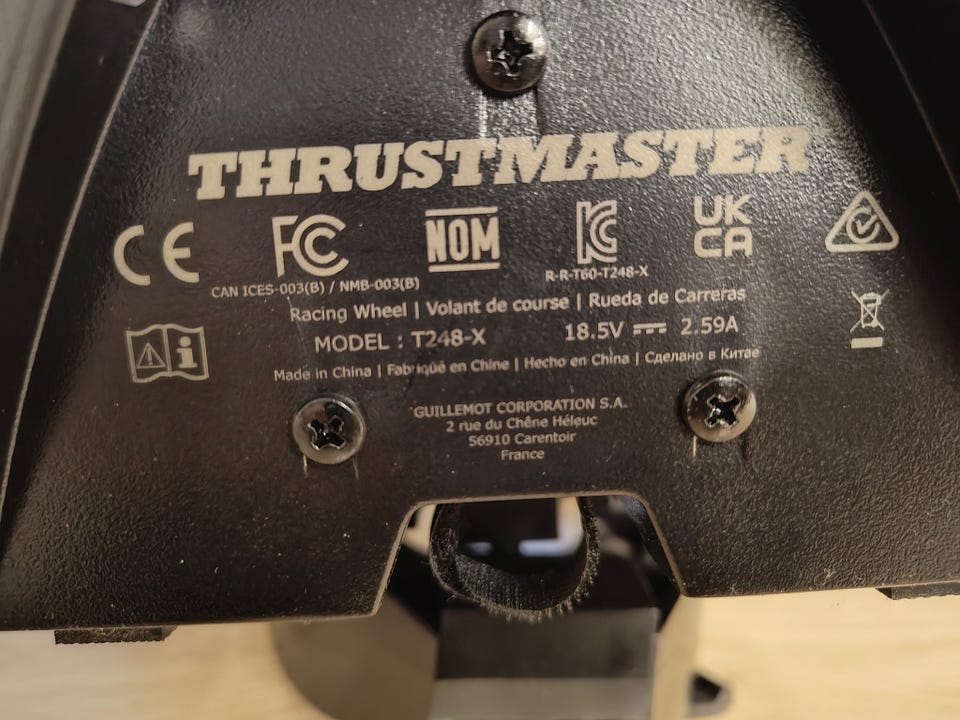 THRUSTMASTER
CE FC NOM UK CA
CAN ICES-003(B) / NMB-003(B)
R-R-T60-T248-X
Racing Wheel | Volant de course | Rueda de Carreras
MODEL : T248-X 18.5V 2.59A
Made in China | Fabriqué en Chine | Hecho en China | Сделано в Китае
GUILLEMOT CORPORATION S.A.
2 rue du Chêne Héleuc
56910 Carentoir
France